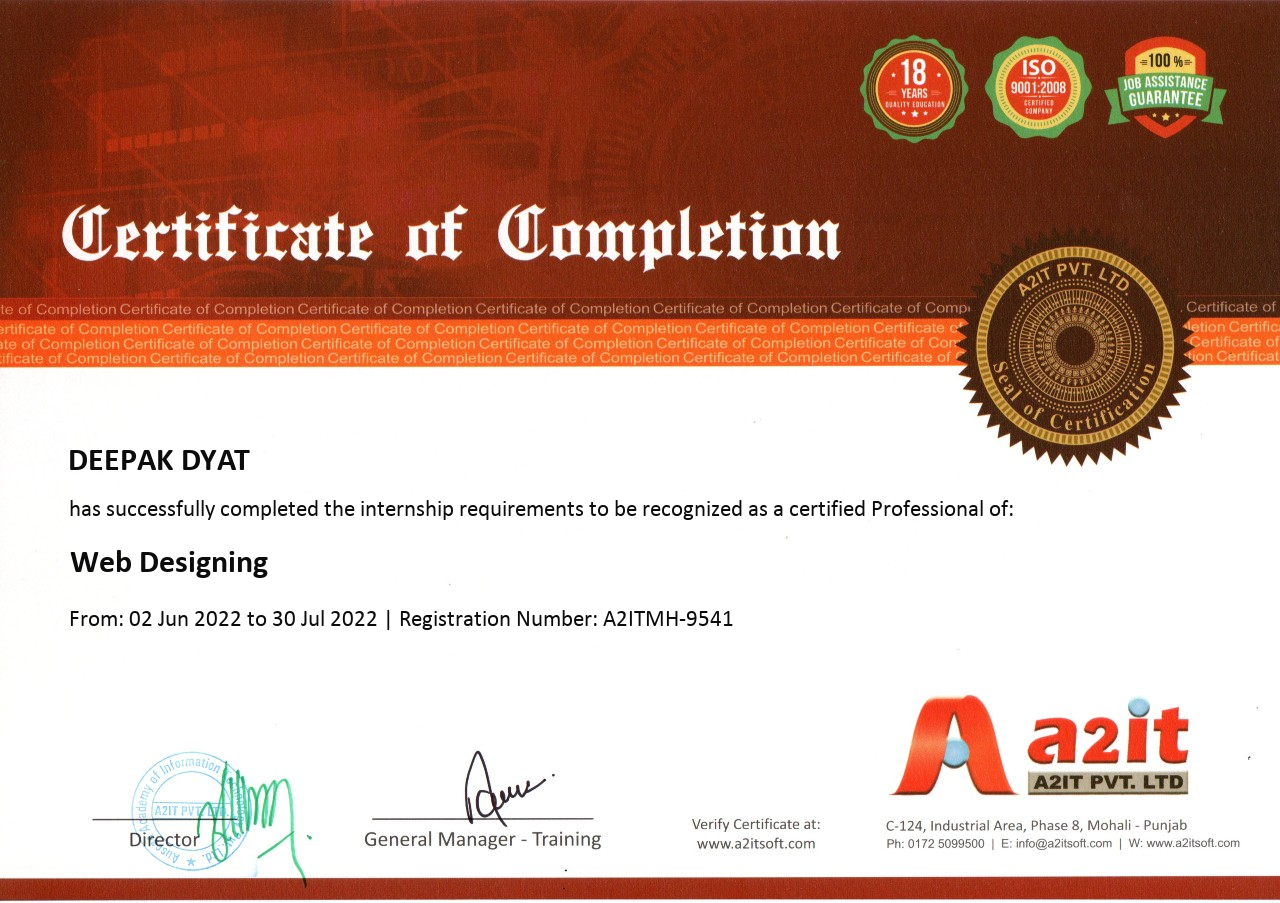 18
YEARS
QUALITY EDUCATION
ISO
9001:2008
CERTIFIED
COMPANY
100 %
JOB ASSISTANCE
GUARANTEE
Certificate of Completion
te of Completion Certificate of Completion Certificate of Completion Certificate of Completion Certificate of Completion Certificate of Comp
Certificate of
ertificate of Completion Certificate of Completion Certificate of Completion Certificate of Completion Certificate of Completion Certificate c
letion Certific
ate of Completion Certificate of Completion Certificate of Completion Certificate of Completion Certificate of Completion Certificate of Com
Certificate of
tificate of Completion Certificate of Completion Certificate of Completion Certificate of Completion Certificate of Completion Certificate of
ion Certificat
A2IT PVT. LTD.
Seal of Certification
DEEPAK DYAT
has successfully completed the internship requirements to be recognized as a certified Professional of:
Web Designing
From: 02 Jun 2022 to 30 Jul 2022 | Registration Number: A2ITMH-9541
Academy of Information
A2IT PVT. LTD.
Director
General Manager - Training
Verify Certificate at:
www.a2itsoft.com
a2it
A2IT PVT. LTD
C-124, Industrial Area, Phase 8, Mohali - Punjab
Ph: 0172 5099500 | E: info@a2itsoft.com | W: www.a2itsoft.com